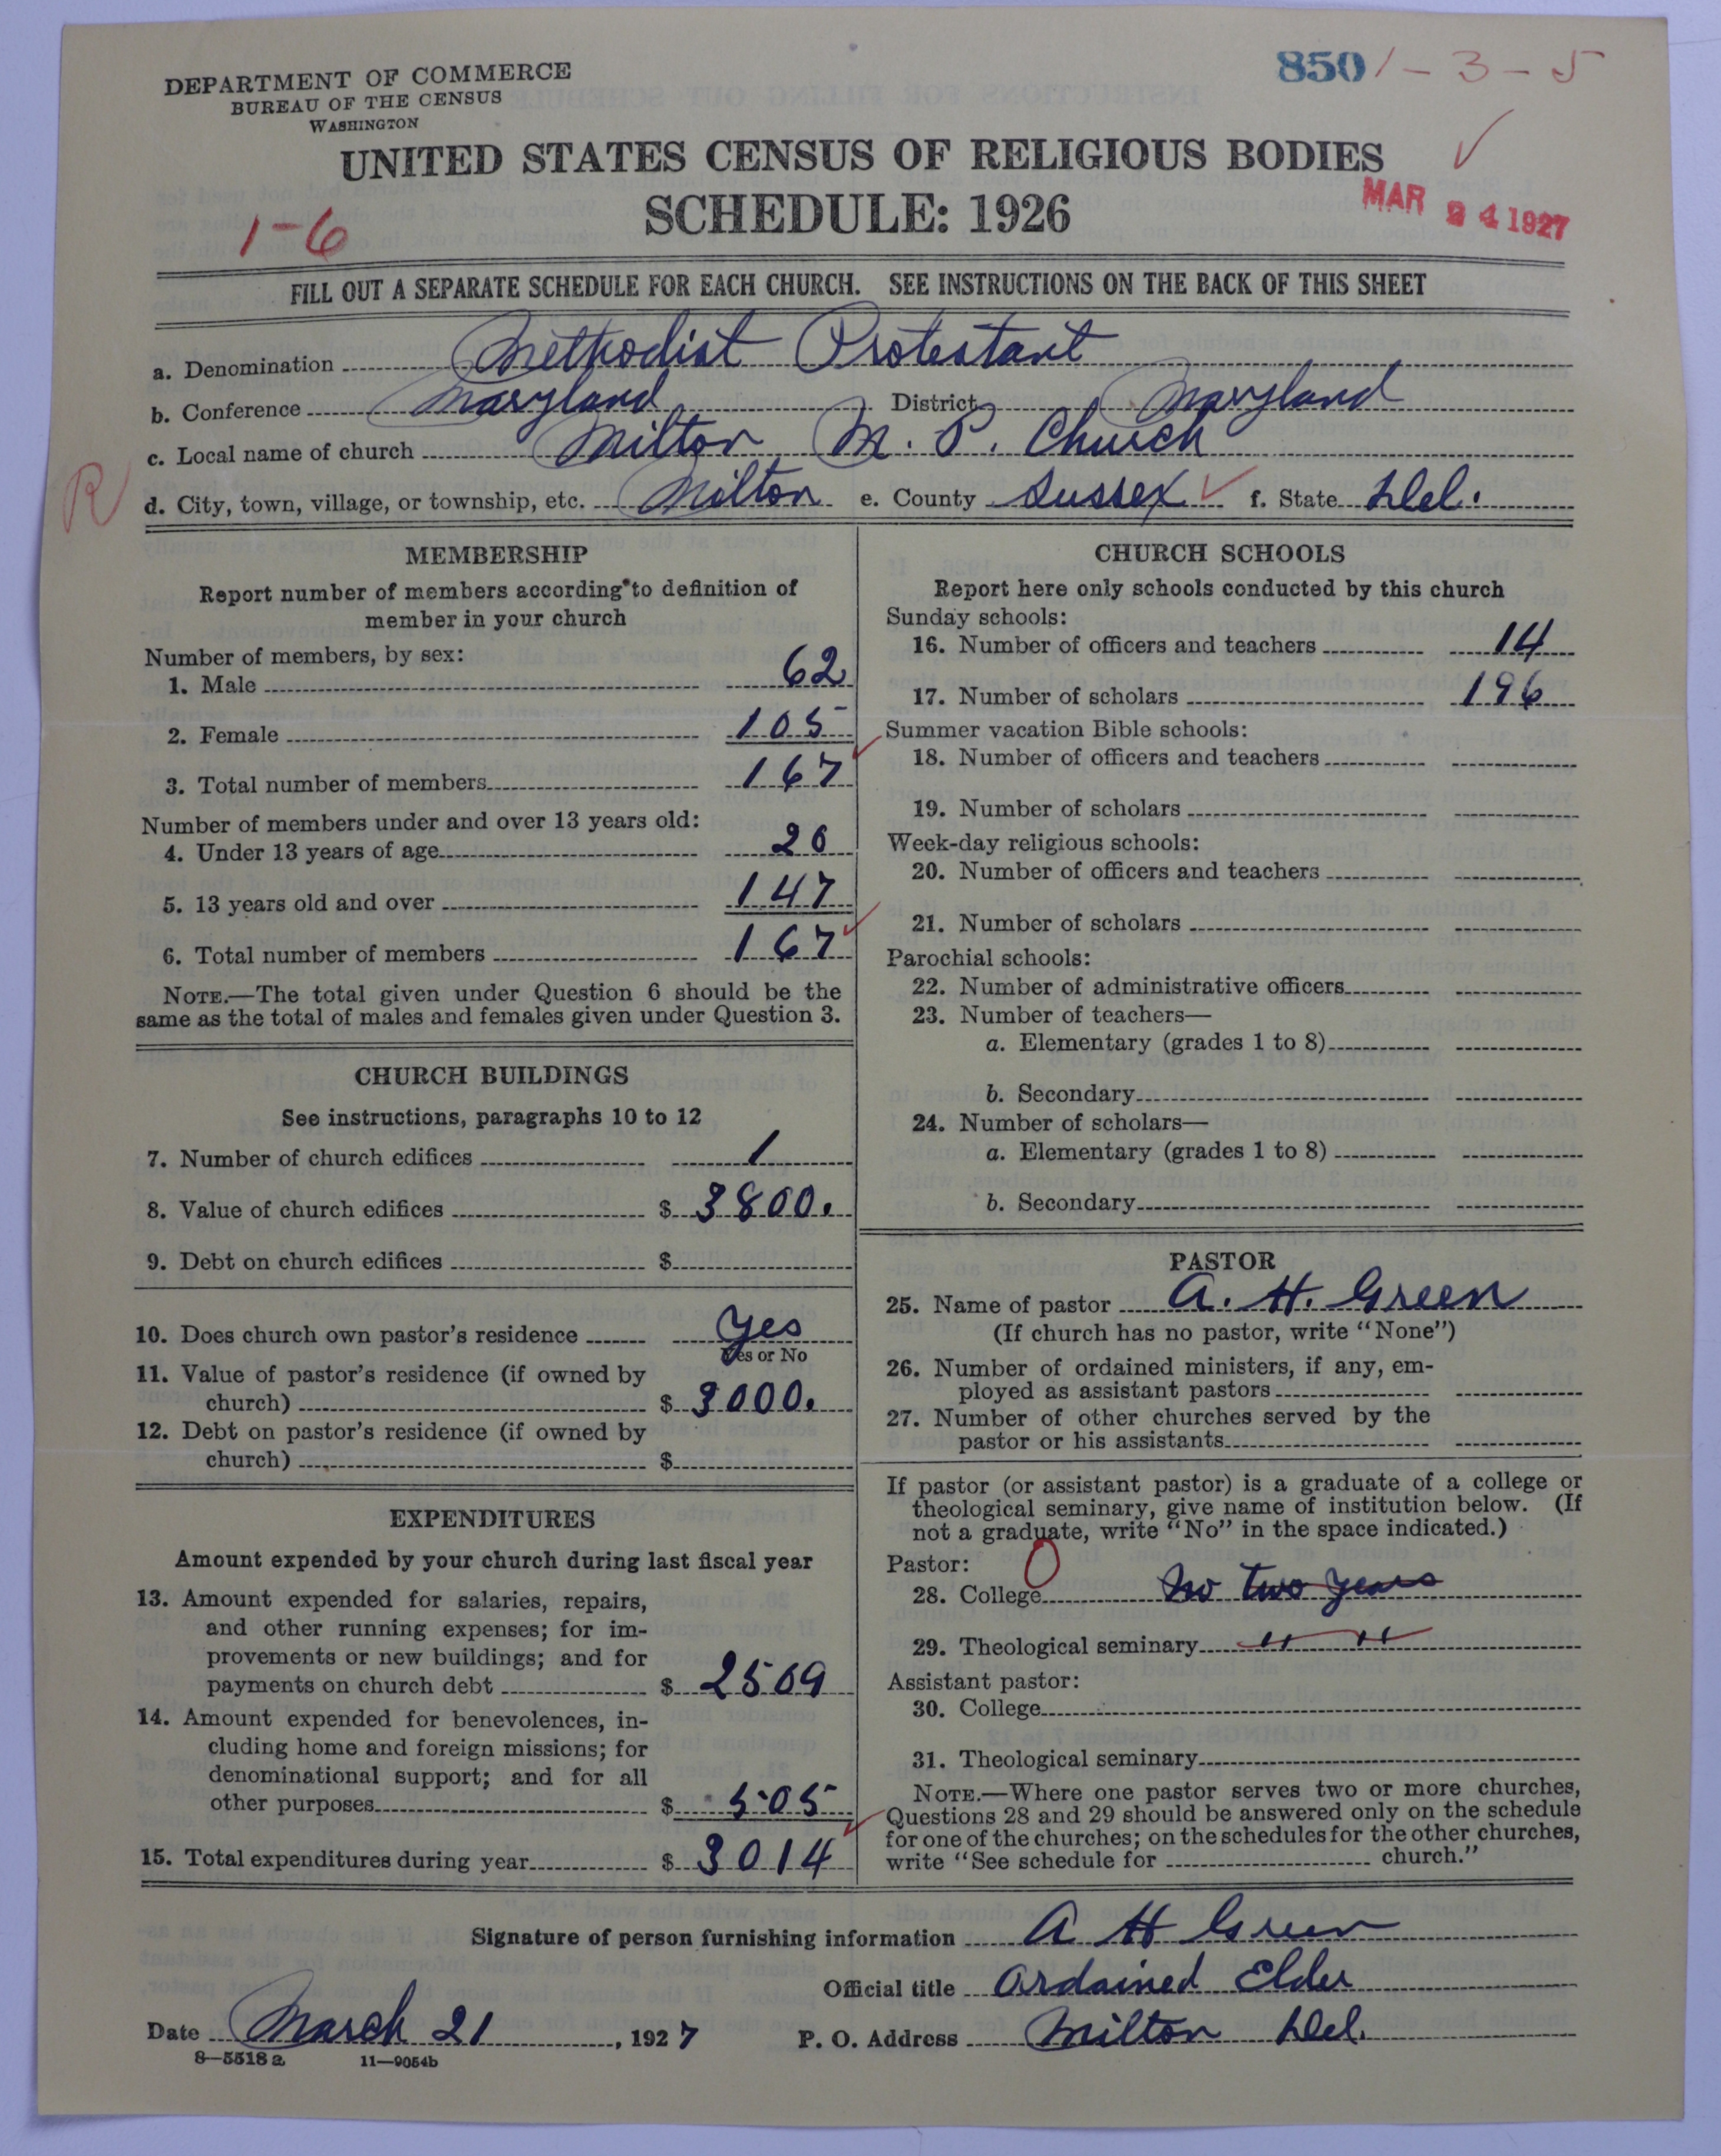 850 1-3-5
DEPARTMENT OF COMMERCE
BUREAU OF THE CENSUS
WASHINGTON
UNITED STATES CENSUS OF RELIGIOUS BODIES
SCHEDULE: 1926
MAR 24 1927
1-6
FILL OUT A SEPARATE SCHEDULE FOR EACH CHURCH. SEE INSTRUCTIONS ON THE BACK OF THIS SHEET
a. Denomination Methodist Protestant
b. Conference Maryland District Maryland
c. Local name of church Milton M. P. Church
R
d. City, town, village, or township, etc. Milton e. County Sussex f. State Del.
MEMBERSHIP
Report number of members according to definition of
member in your church
Number of members, by sex:
1. Male 62
2. Female 105
3. Total number of members 167
Number of members under and over 13 years old:
4. Under 13 years of age 20
5. 13 years old and over 147
6. Total number of members 167
NOTE.—The total given under Question 6 should be the
same as the total of males and females given under Question 3.
CHURCH BUILDINGS
See instructions, paragraphs 10 to 12
7. Number of church edifices 1
8. Value of church edifices $ 3800.
9. Debt on church edifices $
10. Does church own pastor's residence Yes
Yes or No
11. Value of pastor's residence (if owned by
church) $ 3000.
12. Debt on pastor's residence (if owned by
church) $
EXPENDITURES
Amount expended by your church during last fiscal year
13. Amount expended for salaries, repairs,
and other running expenses; for im-
provements or new buildings; and for
payments on church debt $ 2509
14. Amount expended for benevolences, in-
cluding home and foreign missions; for
denominational support; and for all
other purposes $ 505
15. Total expenditures during year $ 3014
CHURCH SCHOOLS
Report here only schools conducted by this church
Sunday schools:
16. Number of officers and teachers 14
17. Number of scholars 196
Summer vacation Bible schools:
18. Number of officers and teachers
19. Number of scholars
Week-day religious schools:
20. Number of officers and teachers
21. Number of scholars
Parochial schools:
22. Number of administrative officers
23. Number of teachers—
a. Elementary (grades 1 to 8)
b. Secondary
24. Number of scholars—
a. Elementary (grades 1 to 8)
b. Secondary
PASTOR
25. Name of pastor A. H. Green
(If church has no pastor, write "None")
26. Number of ordained ministers, if any, em-
ployed as assistant pastors
27. Number of other churches served by the
pastor or his assistants
If pastor (or assistant pastor) is a graduate of a college or
theological seminary, give name of institution below. (If
not a graduate, write "No" in the space indicated.)
Pastor:
28. College No two years
29. Theological seminary " "
Assistant pastor:
30. College
31. Theological seminary
NOTE.—Where one pastor serves two or more churches,
Questions 28 and 29 should be answered only on the schedule
for one of the churches; on the schedules for the other churches,
write "See schedule for church."
Signature of person furnishing information A H Green
Official title Ordained Elder
Date March 21, 1927 P. O. Address Milton Del.
8—5518 a 11—9054b